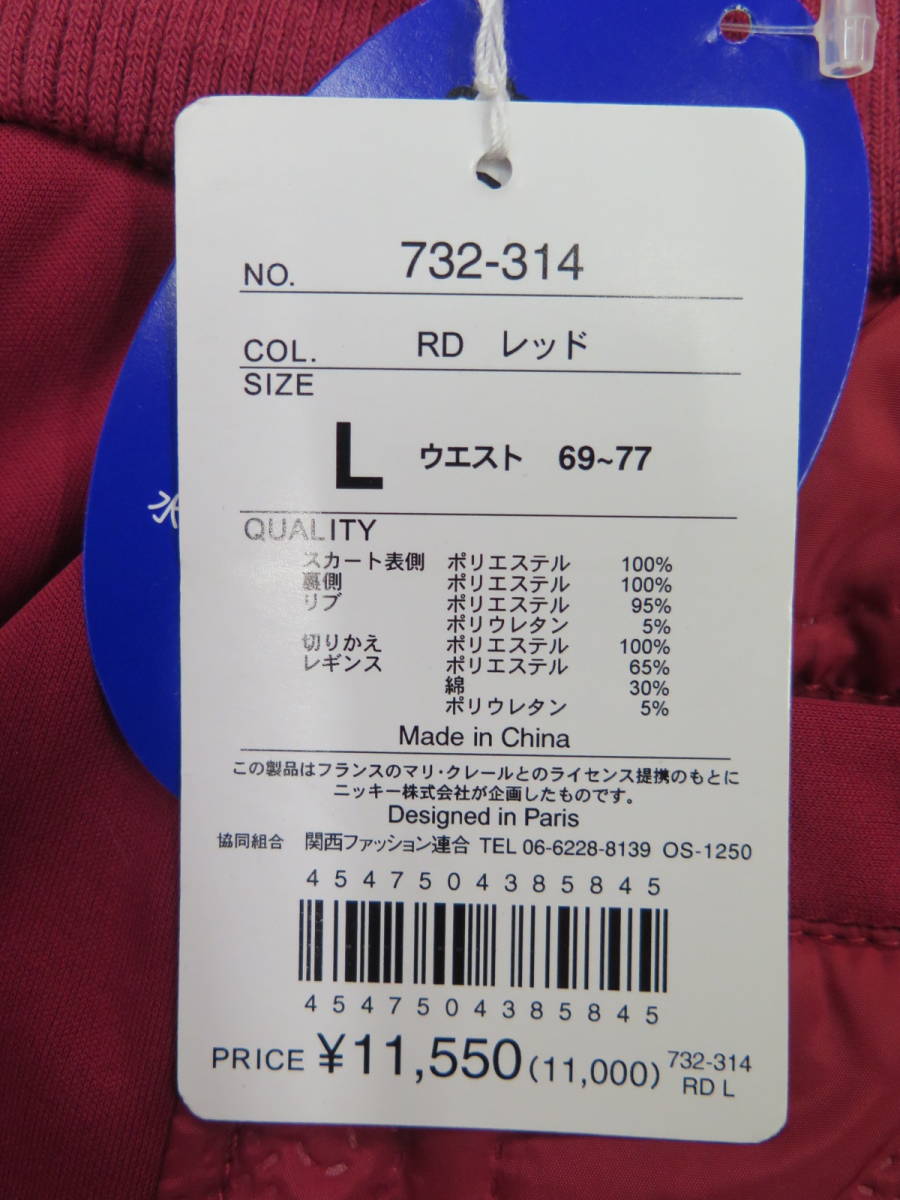 NO. 732-314
COL. RD レッド
SIZE
L ウエスト 69~77
水
QUALITY
スカート表側 ポリエステル 100%
裏側 ポリエステル 100%
リブ ポリエステル 95%
ポリウレタン 5%
切りかえ ポリエステル 100%
レギンス ポリエステル 65%
綿 30%
ポリウレタン 5%
Made in China
この製品はフランスのマリ・クレールとのライセンス提携のもとに
ニッキー株式会社が企画したものです。
Designed in Paris
協同組合 関西ファッション連合 TEL 06-6228-8139 OS-1250
4547504385845
4547504385845
PRICE ¥11,550(11,000) 732-314
RD L